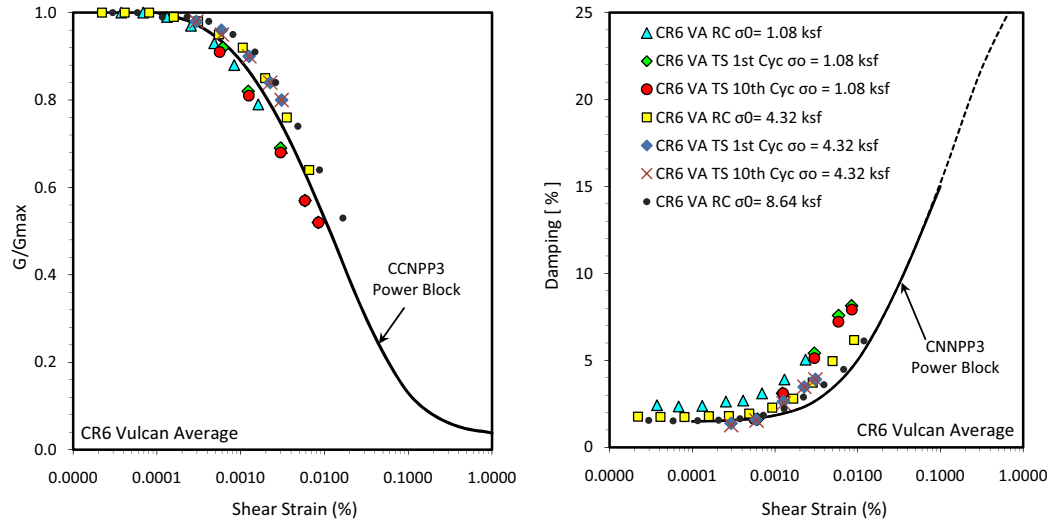 1.0
0.8
0.6
0.4
0.2
0.0
G/Gmax
CCNPP3
Power Block
CR6 Vulcan Average
0.0000 0.0001 0.0010 0.0100 0.1000 1.0000
Shear Strain (%)
25
20
15
10
5
0
Damping [ % ]
CR6 VA RC σ0= 1.08 ksf
CR6 VA TS 1st Cyc σo = 1.08 ksf
CR6 VA TS 10th Cyc σo = 1.08 ksf
CR6 VA RC σ0= 4.32 ksf
CR6 VA TS 1st Cyc σo = 4.32 ksf
CR6 VA TS 10th Cyc σo = 4.32 ksf
CR6 VA RC σ0= 8.64 ksf
CNNPP3
Power Block
CR6 Vulcan Average
0.0000 0.0001 0.0010 0.0100 0.1000 1.0000
Shear Strain (%)